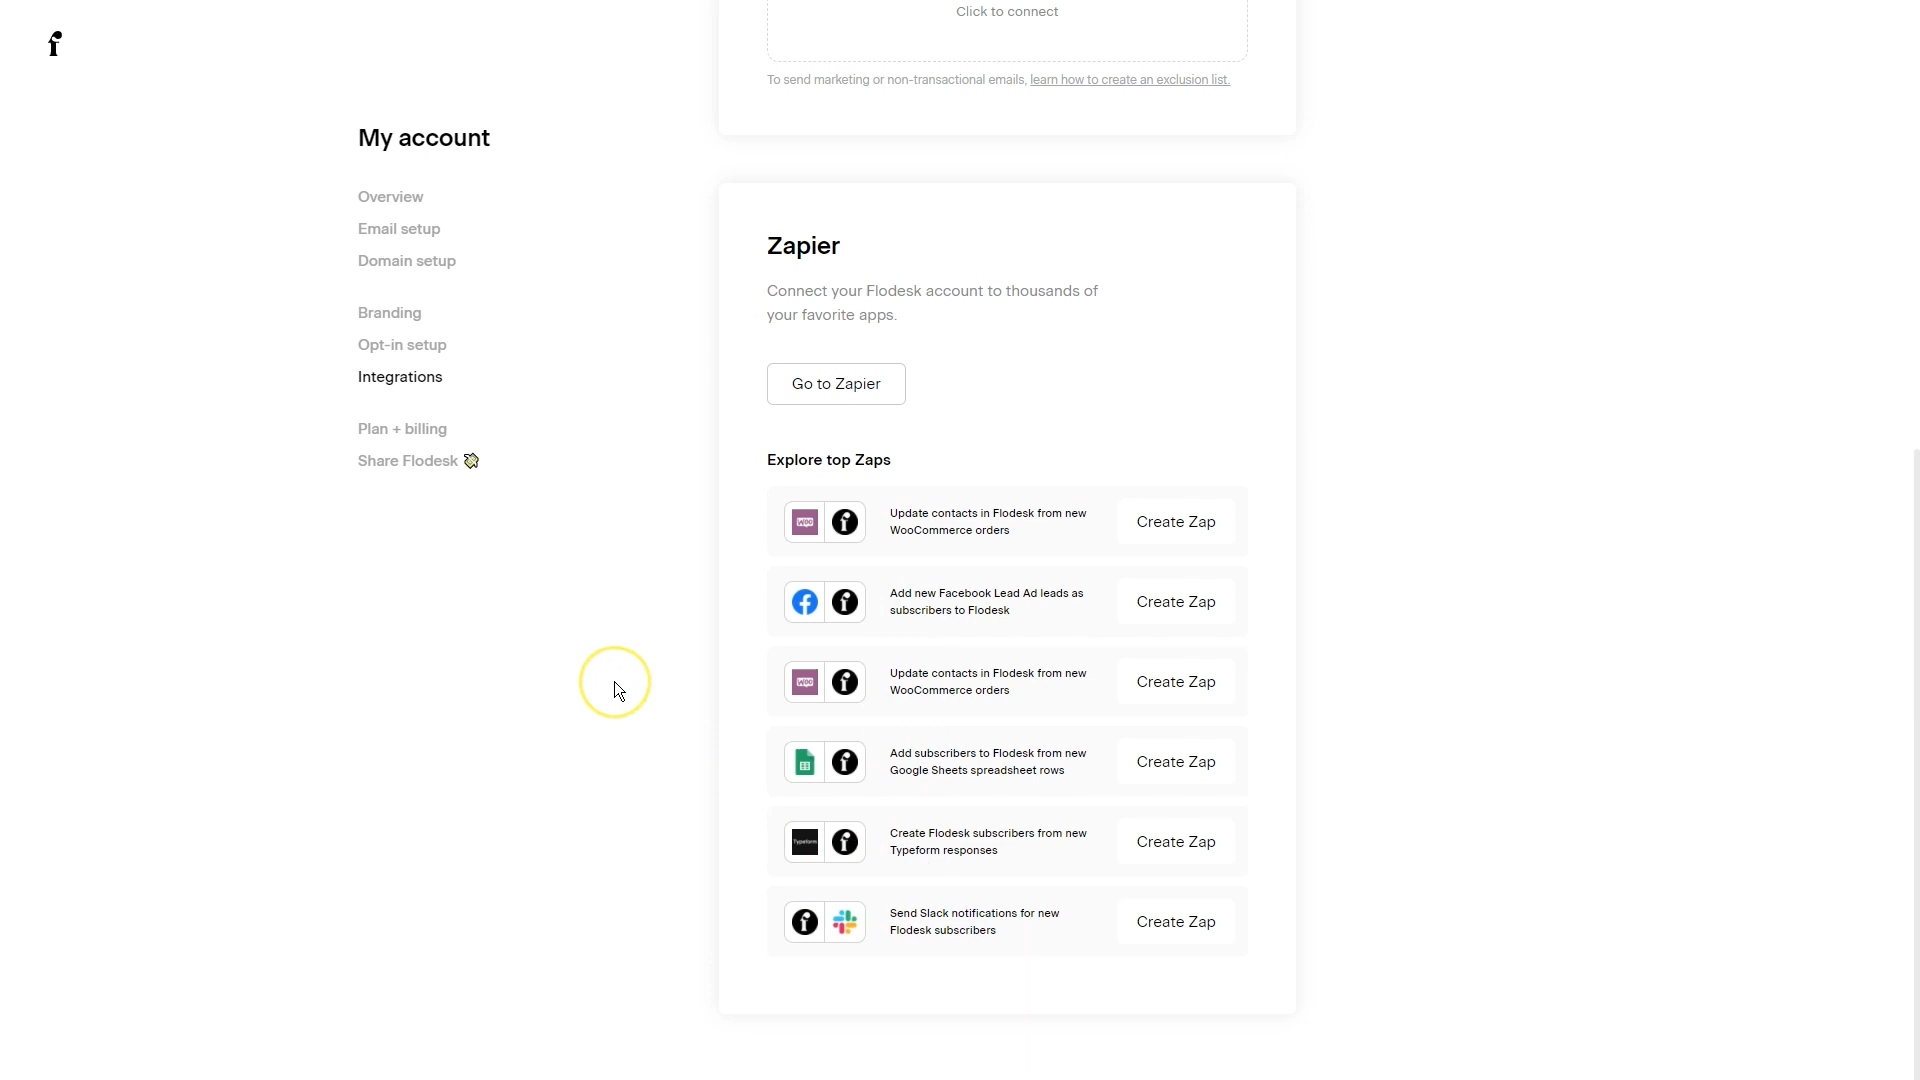 Click to connect
To send marketing or non-transactional emails, learn how to create an exclusion list.
My account
Overview
Email setup
Domain setup
Branding
Opt-in setup
Integrations
Plan + billing
Share Flodesk
Zapier
Connect your Flodesk account to thousands of
your favorite apps.
Go to Zapier
Explore top Zaps
woo
Update contacts in Flodesk from new
WooCommerce orders
Create Zap
Add new Facebook Lead Ad leads as
subscribers to Flodesk
Create Zap
woo
Update contacts in Flodesk from new
WooCommerce orders
Create Zap
Add subscribers to Flodesk from new
Google Sheets spreadsheet rows
Create Zap
Typeform
Create Flodesk subscribers from new
Typeform responses
Create Zap
Send Slack notifications for new
Flodesk subscribers
Create Zap